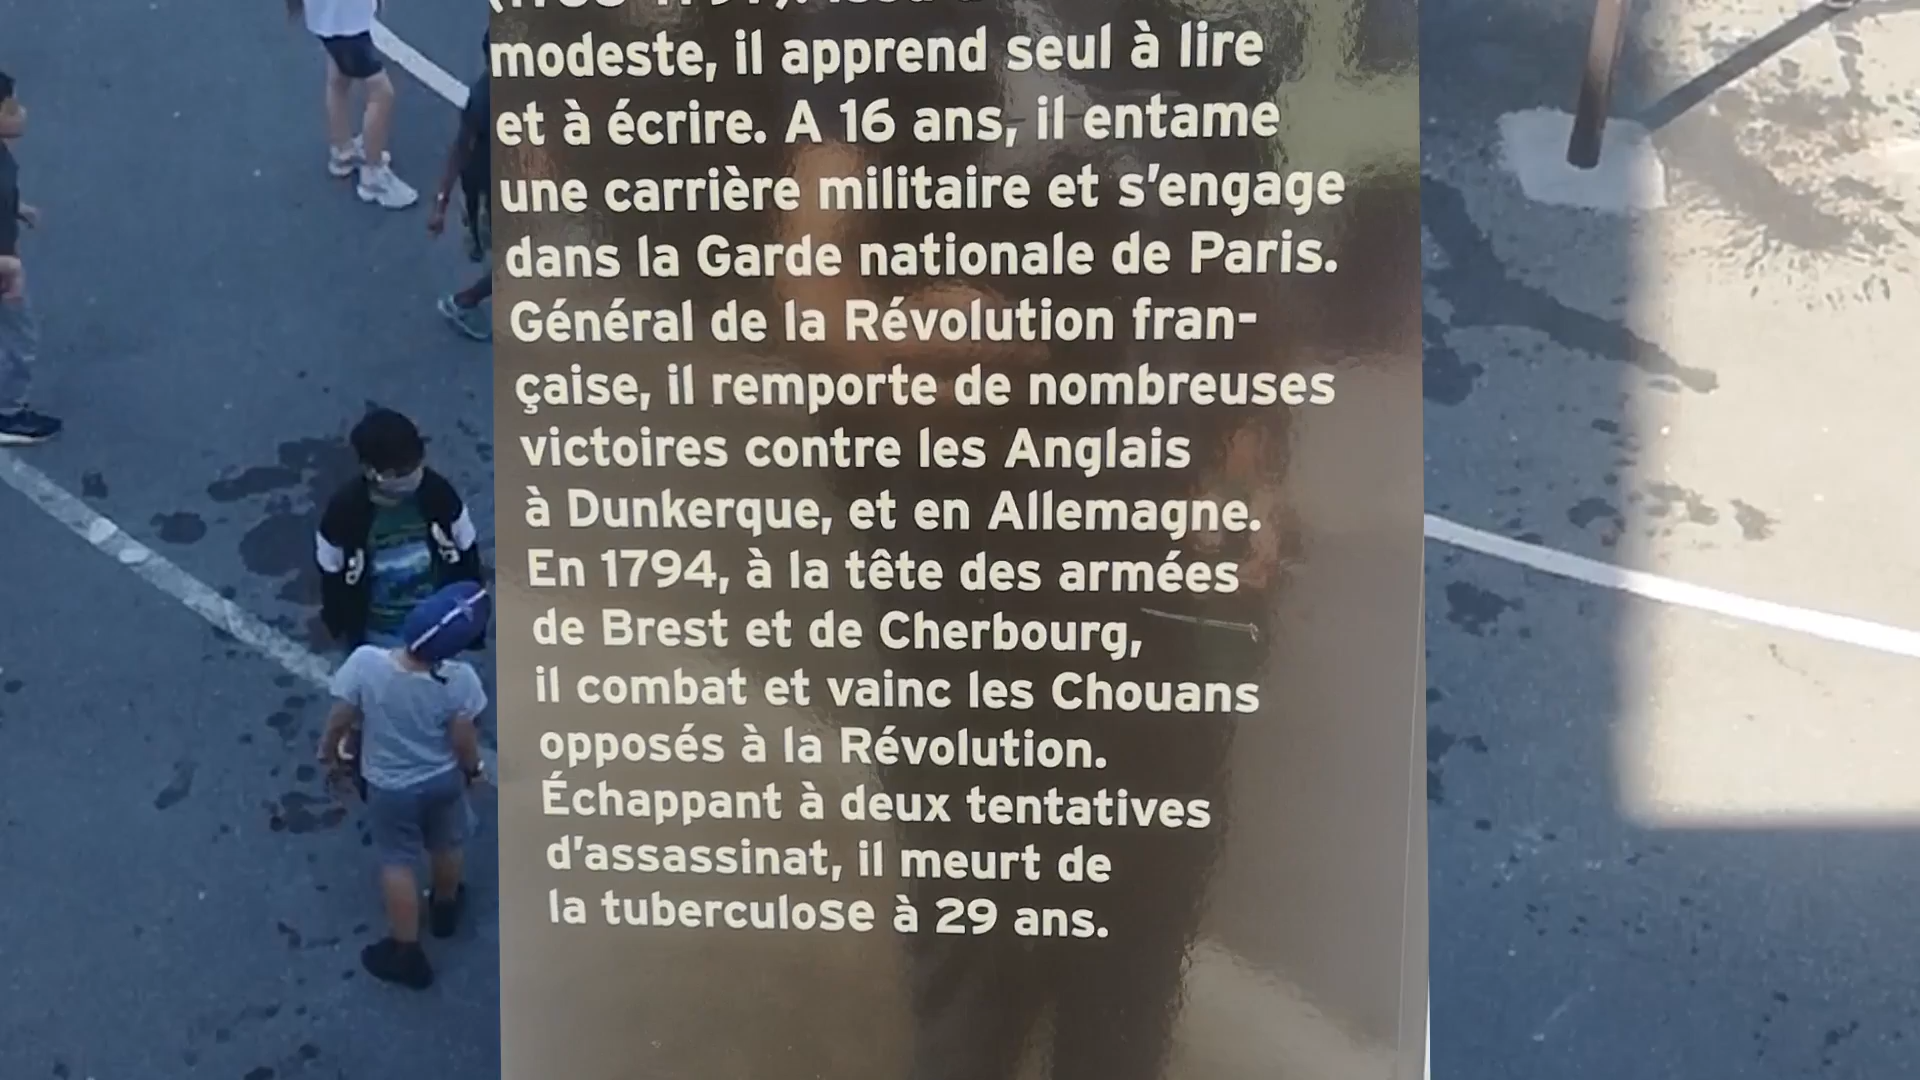 modeste, il apprend seul à lire
et à écrire. A 16 ans, il entame
une carrière militaire et s'engage
dans la Garde nationale de Paris.
Général de la Révolution fran-
çaise, il remporte de nombreuses
victoires contre les Anglais
à Dunkerque, et en Allemagne.
En 1794, à la tête des armées
de Brest et de Cherbourg,
il combat et vainc les Chouans
opposés à la Révolution.
Échappant à deux tentatives
d'assassinat, il meurt de
la tuberculose à 29 ans.